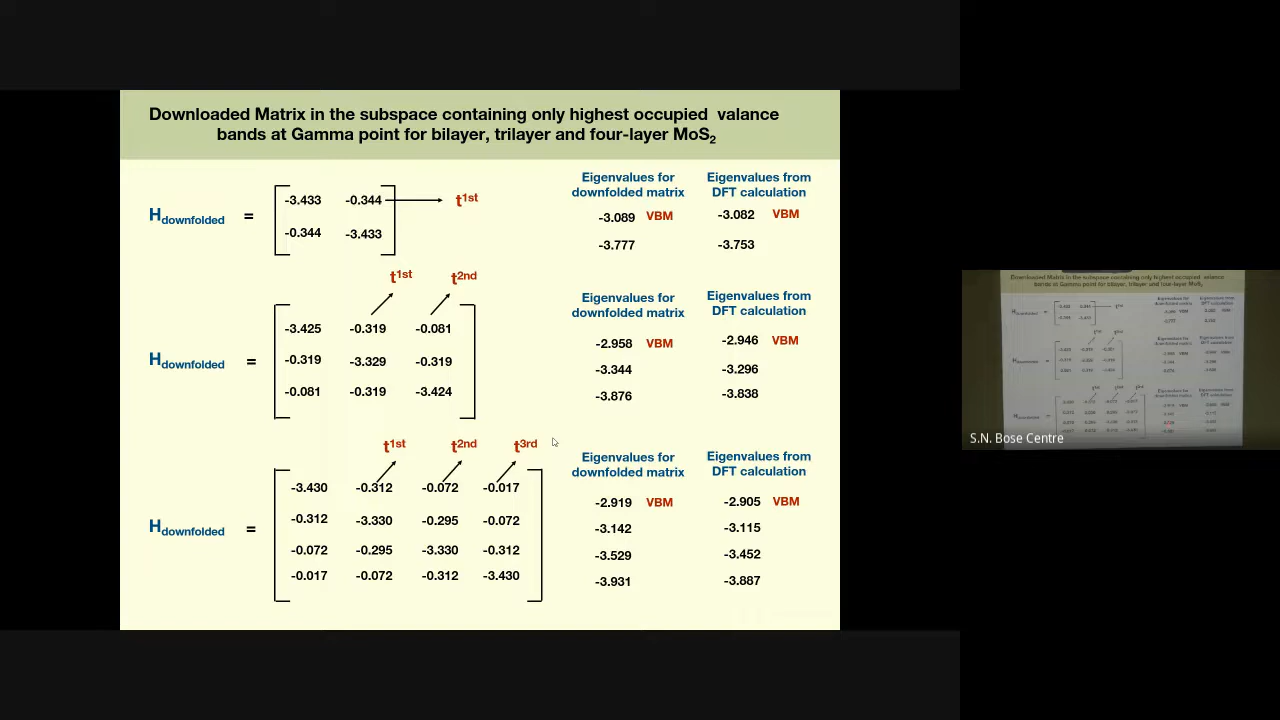 Downloaded Matrix in the subspace containing only highest occupied valance
bands at Gamma point for bilayer, trilayer and four-layer MoS2
Hdownfolded =
-3.433 -0.344
-0.344 -3.433
t1st
Eigenvalues for
downfolded matrix
-3.089 VBM
-3.777
Eigenvalues from
DFT calculation
-3.082 VBM
-3.753
Hdownfolded =
t1st t2nd
-3.425 -0.319 -0.081
-0.319 -3.329 -0.319
-0.081 -0.319 -3.424
Eigenvalues for
downfolded matrix
-2.958 VBM
-3.344
-3.876
Eigenvalues from
DFT calculation
-2.946 VBM
-3.296
-3.838
Hdownfolded =
t1st t2nd t3rd
-3.430 -0.312 -0.072 -0.017
-0.312 -3.330 -0.295 -0.072
-0.072 -0.295 -3.330 -0.312
-0.017 -0.072 -0.312 -3.430
Eigenvalues for
downfolded matrix
-2.919 VBM
-3.142
-3.529
-3.931
Eigenvalues from
DFT calculation
-2.905 VBM
-3.115
-3.452
-3.887
S.N. Bose Centre